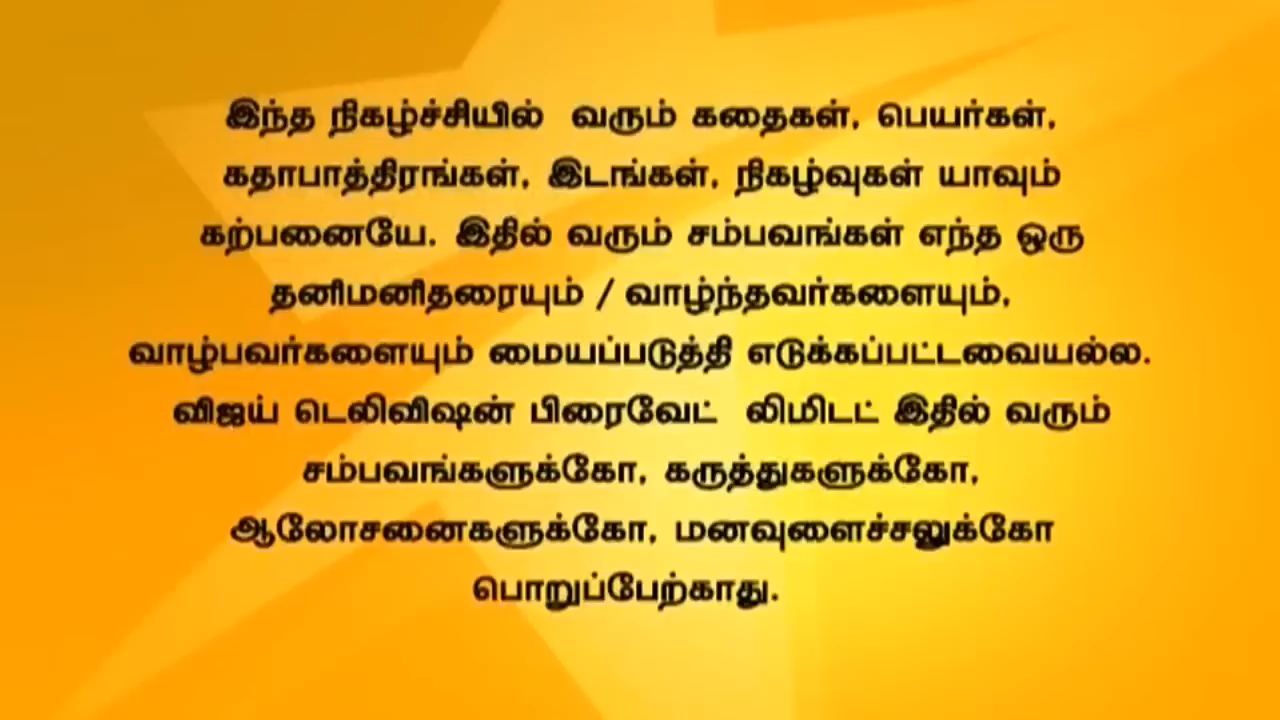 இந்த நிகழ்ச்சியில் வரும் கதைகள், பெயர்கள்,
கதாபாத்திரங்கள், இடங்கள், நிகழ்வுகள் யாவும்
கற்பனையே. இதில் வரும் சம்பவங்கள் எந்த ஒரு
தனிமனிதரையும் / வாழ்ந்தவர்களையும்,
வாழ்பவர்களையும் மையப்படுத்தி எடுக்கப்பட்டவையல்ல.
விஜய் டெலிவிஷன் பிரைவேட் லிமிடட் இதில் வரும்
சம்பவங்களுக்கோ, கருத்துகளுக்கோ,
ஆலோசனைகளுக்கோ, மனவுளைச்சலுக்கோ
பொறுப்பேற்காது.